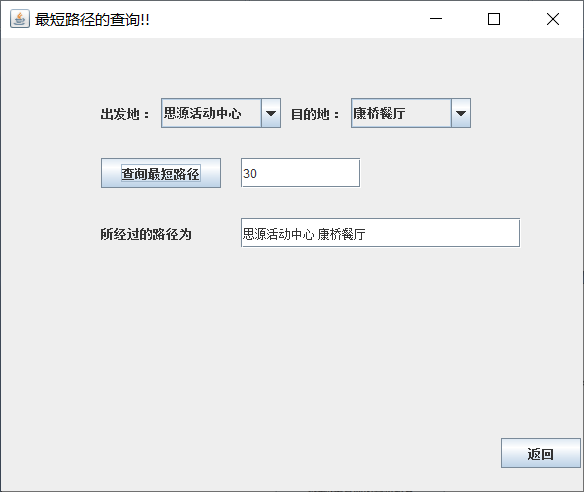 最短路径的查询!!
出发地： 思源活动中心 目的地： 康桥餐厅
查询最短路径 30
所经过的路径为 思源活动中心 康桥餐厅
返回